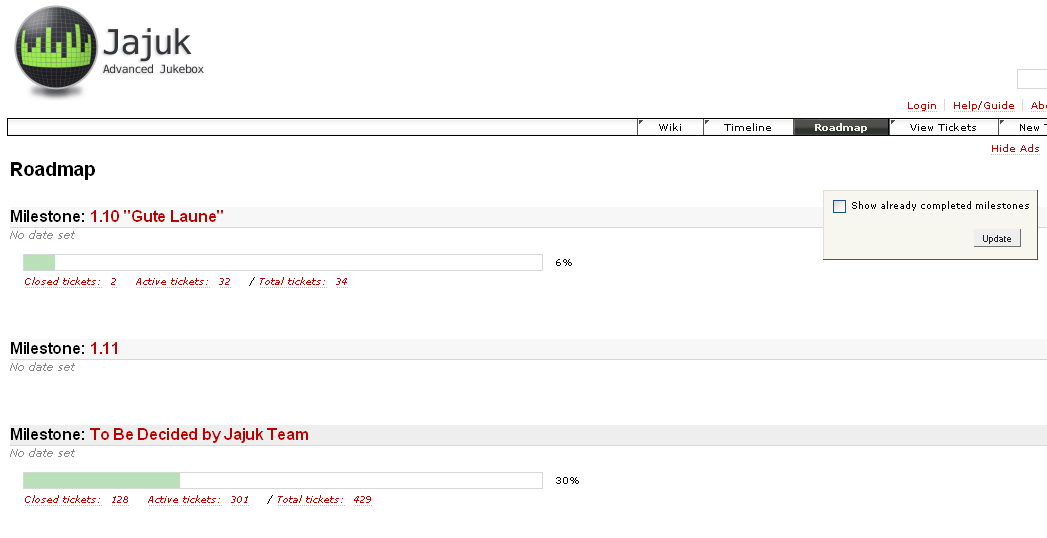 Jajuk
Advanced Jukebox
Login Help/Guide
Wiki Timeline Roadmap View Tickets New
Hide Ads
Roadmap
Show already completed milestones
Update
Milestone: 1.10 "Gute Laune"
No date set
6%
Closed tickets: 2 Active tickets: 32 / Total tickets: 34
Milestone: 1.11
No date set
Milestone: To Be Decided by Jajuk Team
No date set
30%
Closed tickets: 128 Active tickets: 301 / Total tickets: 429